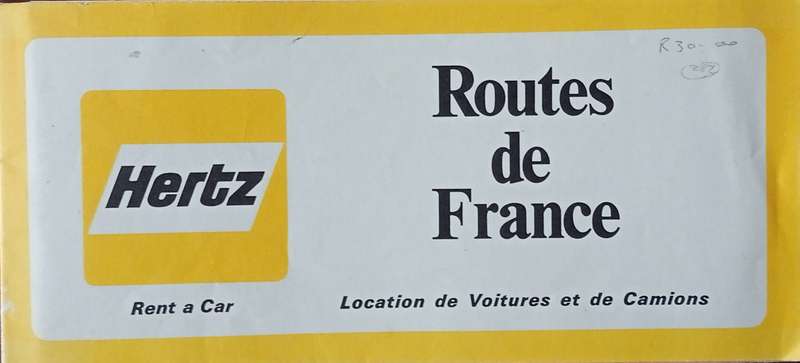 R30-00
Routes
de
France
Hertz
Rent a Car
Location de Voitures et de Camions